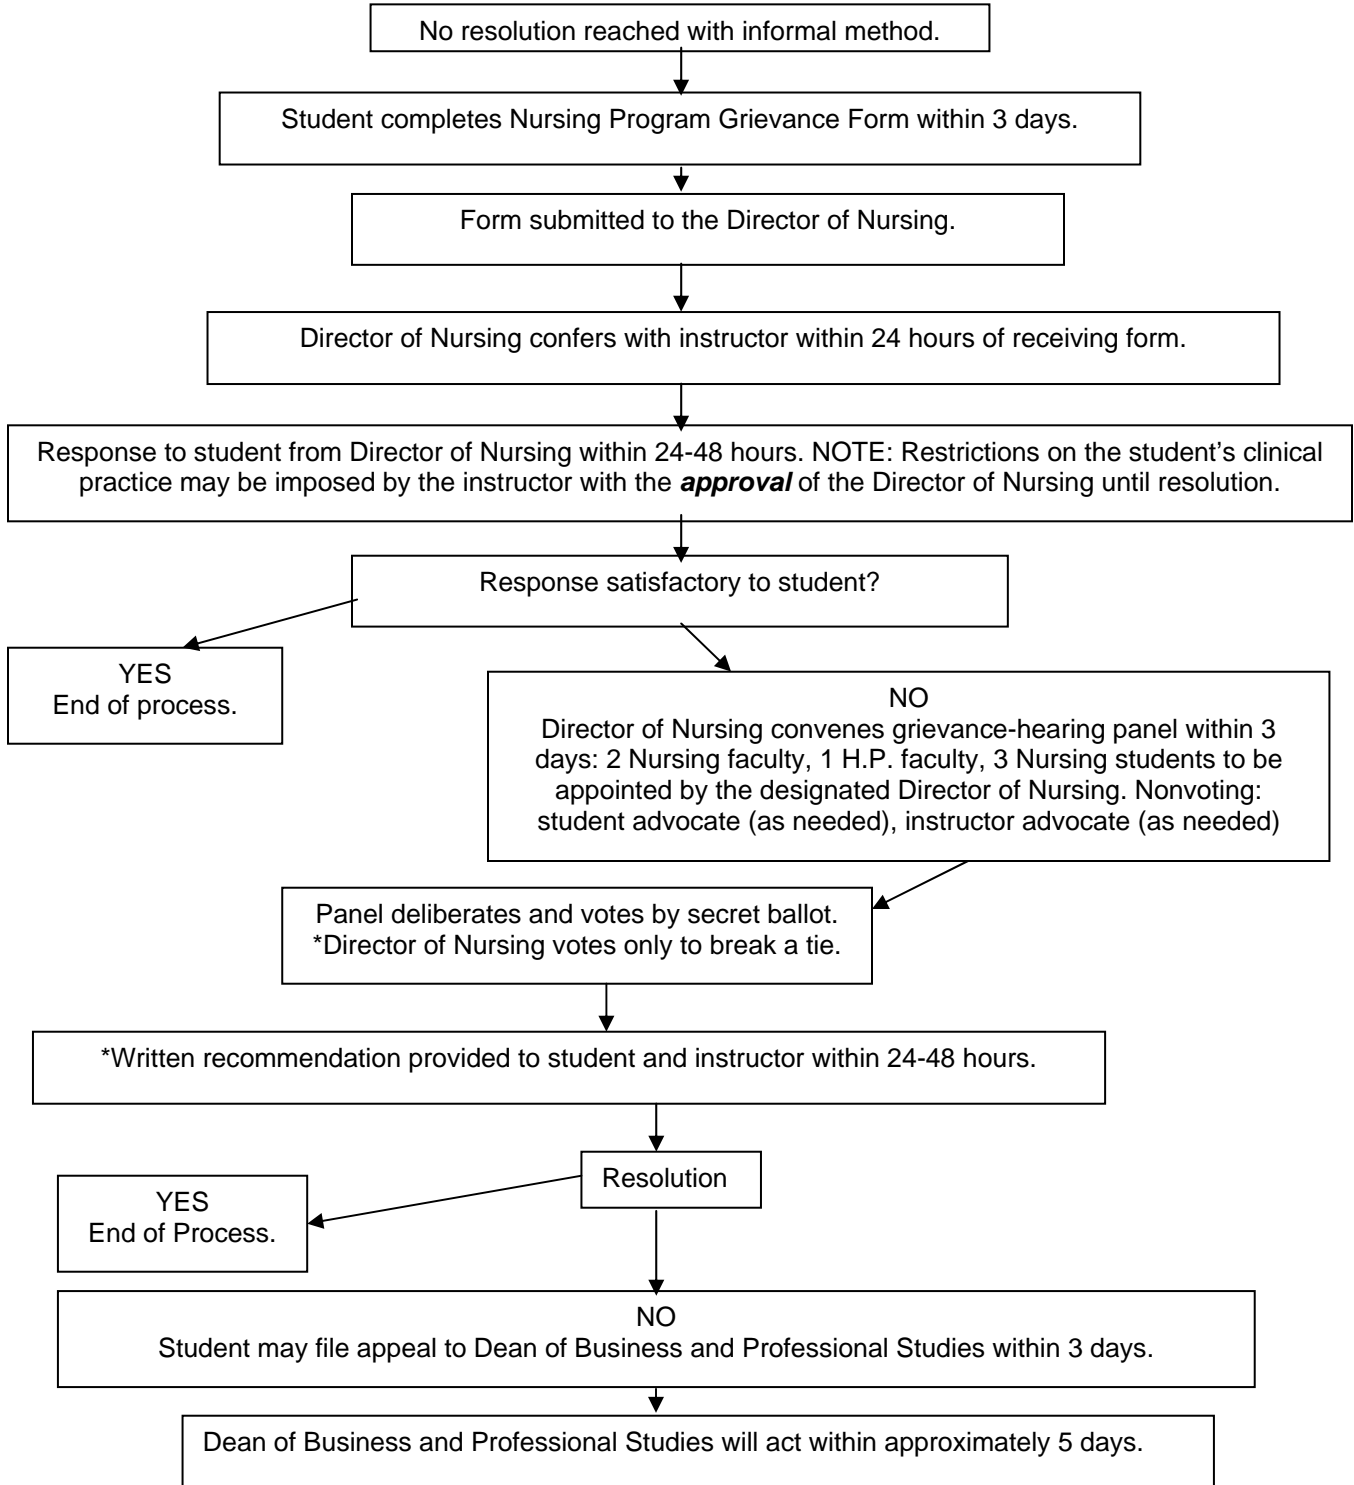 No resolution reached with informal method.
Student completes Nursing Program Grievance Form within 3 days.
Form submitted to the Director of Nursing.
Director of Nursing confers with instructor within 24 hours of receiving form.
Response to student from Director of Nursing within 24-48 hours. NOTE: Restrictions on the student’s clinical
practice may be imposed by the instructor with the approval of the Director of Nursing until resolution.
Response satisfactory to student?
YES
End of process.
NO
Director of Nursing convenes grievance-hearing panel within 3
days: 2 Nursing faculty, 1 H.P. faculty, 3 Nursing students to be
appointed by the designated Director of Nursing. Nonvoting:
student advocate (as needed), instructor advocate (as needed)
Panel deliberates and votes by secret ballot.
*Director of Nursing votes only to break a tie.
*Written recommendation provided to student and instructor within 24-48 hours.
Resolution
YES
End of Process.
NO
Student may file appeal to Dean of Business and Professional Studies within 3 days.
Dean of Business and Professional Studies will act within approximately 5 days.